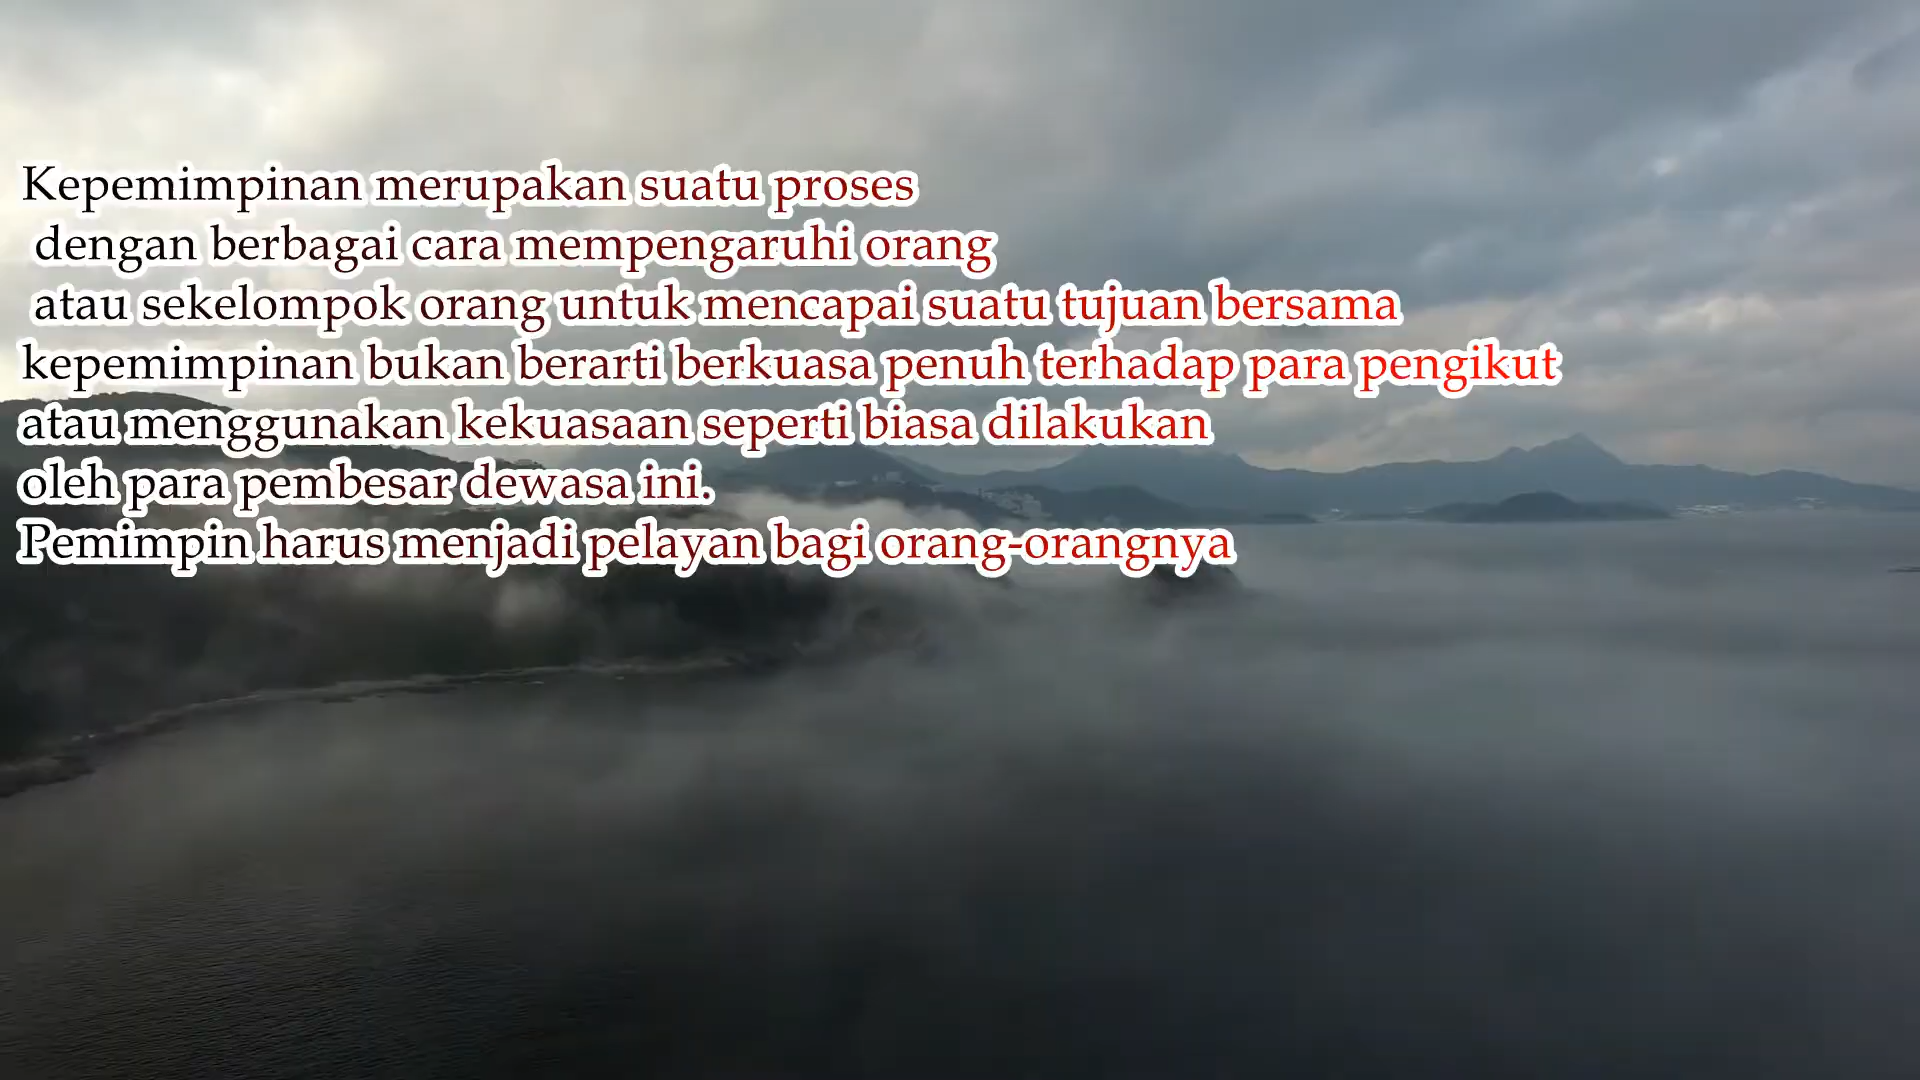 Kepemimpinan merupakan suatu proses
dengan berbagai cara mempengaruhi orang
atau sekelompok orang untuk mencapai suatu tujuan bersama
kepemimpinan bukan berarti berkuasa penuh terhadap para pengikut
atau menggunakan kekuasaan seperti biasa dilakukan
oleh para pembesar dewasa ini.
Pemimpin harus menjadi pelayan bagi orang-orangnya